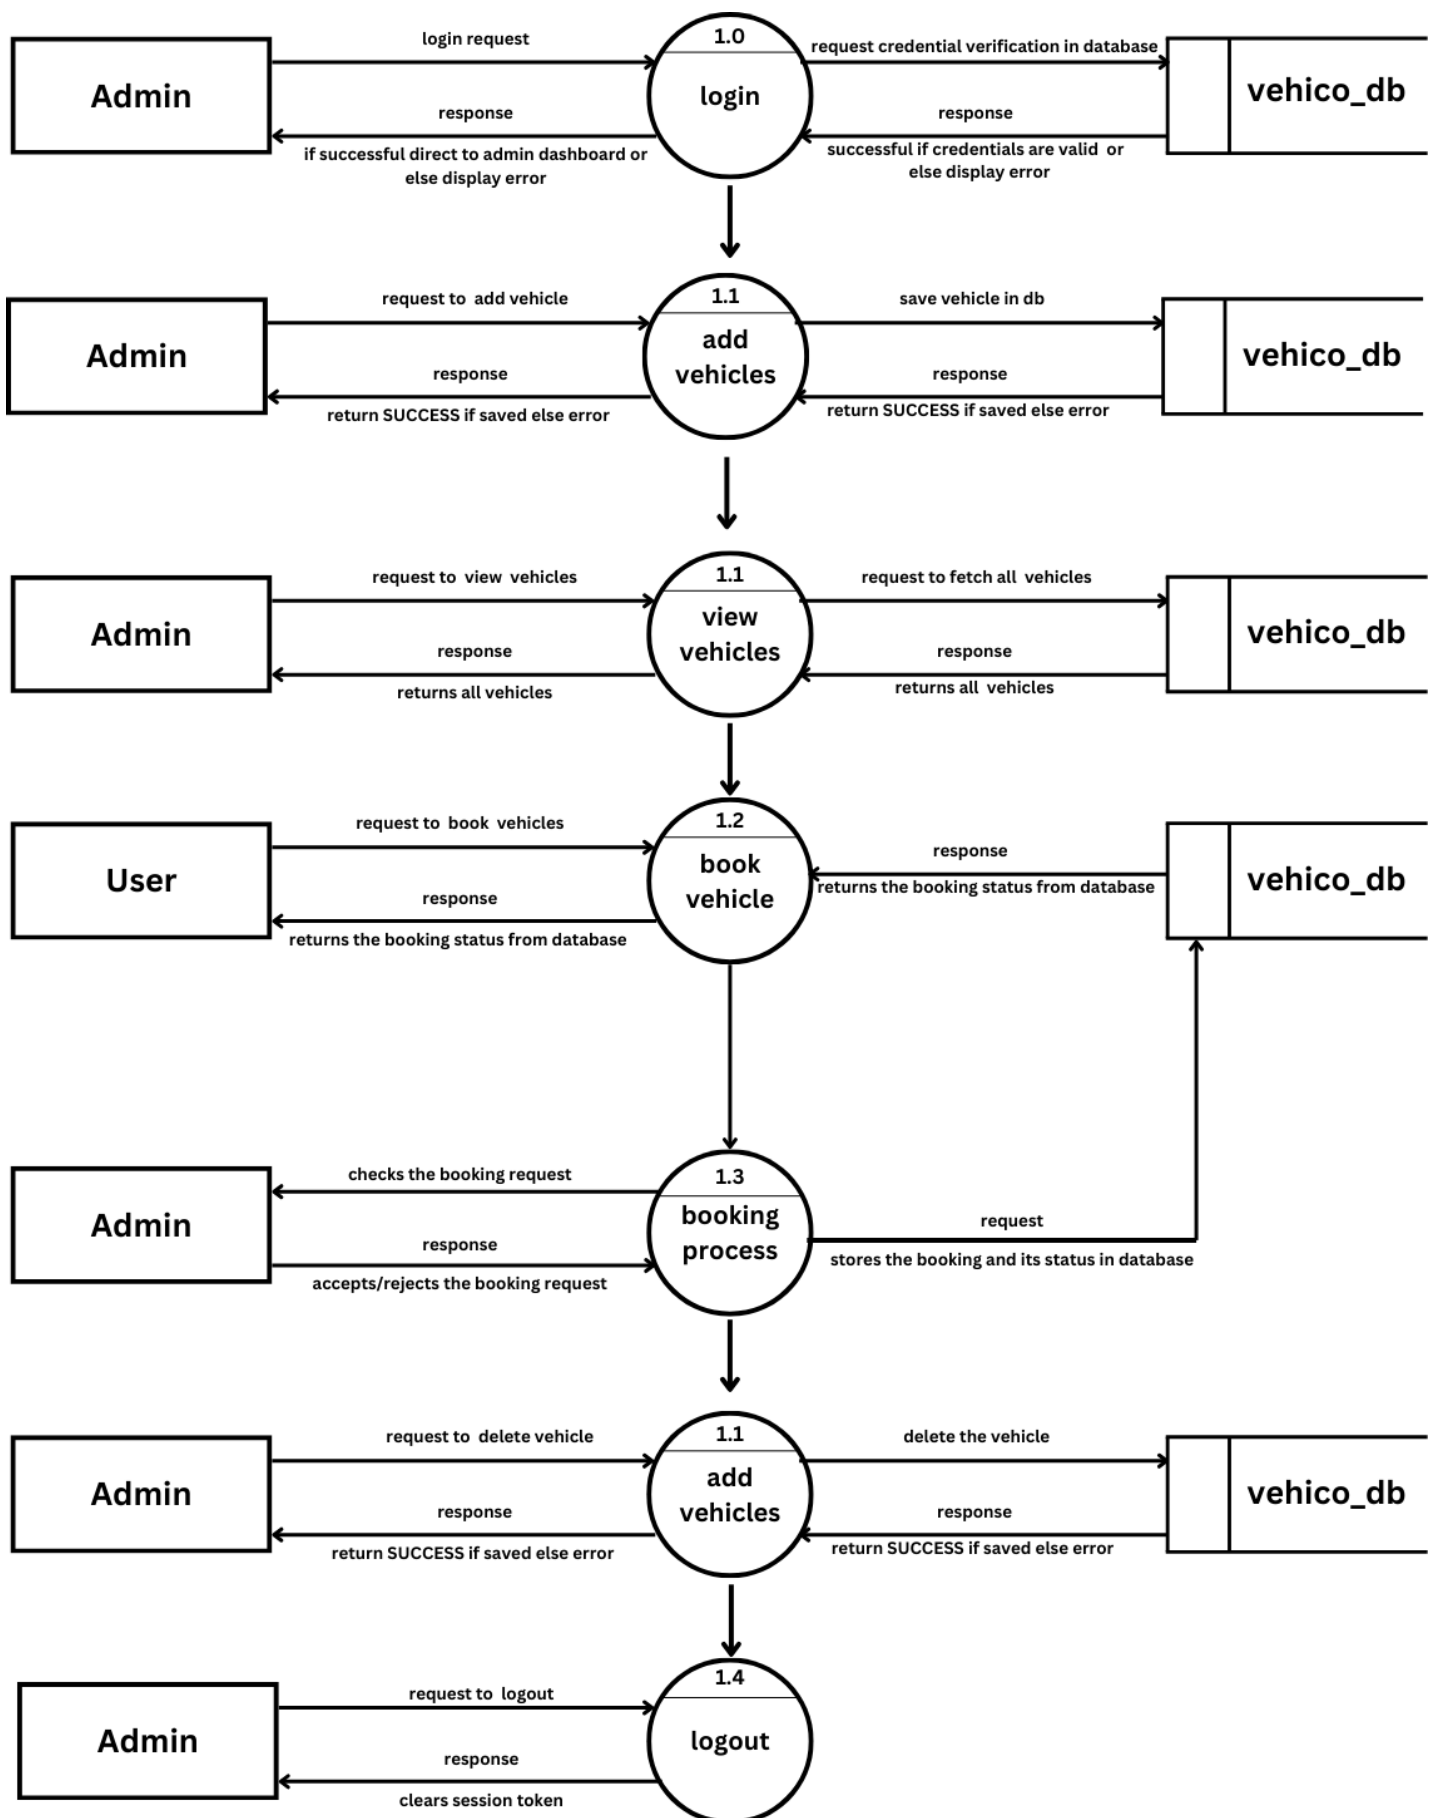 login request
1.0
request credential verification in database
Admin
login
vehico_db
response
response
if successful direct to admin dashboard or
else display error
successful if credentials are valid or
else display error
request to add vehicle
1.1
save vehicle in db
Admin
add
vehicles
vehico_db
response
response
return SUCCESS if saved else error
return SUCCESS if saved else error
request to view vehicles
1.1
request to fetch all vehicles
Admin
view
vehicles
vehico_db
response
response
returns all vehicles
returns all vehicles
request to book vehicles
1.2
User
book
vehicle
response
returns the booking status from database
vehico_db
response
returns the booking status from database
checks the booking request
1.3
Admin
booking
process
request
stores the booking and its status in database
response
accepts/rejects the booking request
request to delete vehicle
1.1
delete the vehicle
Admin
add
vehicles
vehico_db
response
response
return SUCCESS if saved else error
return SUCCESS if saved else error
request to logout
1.4
Admin
logout
response
clears session token